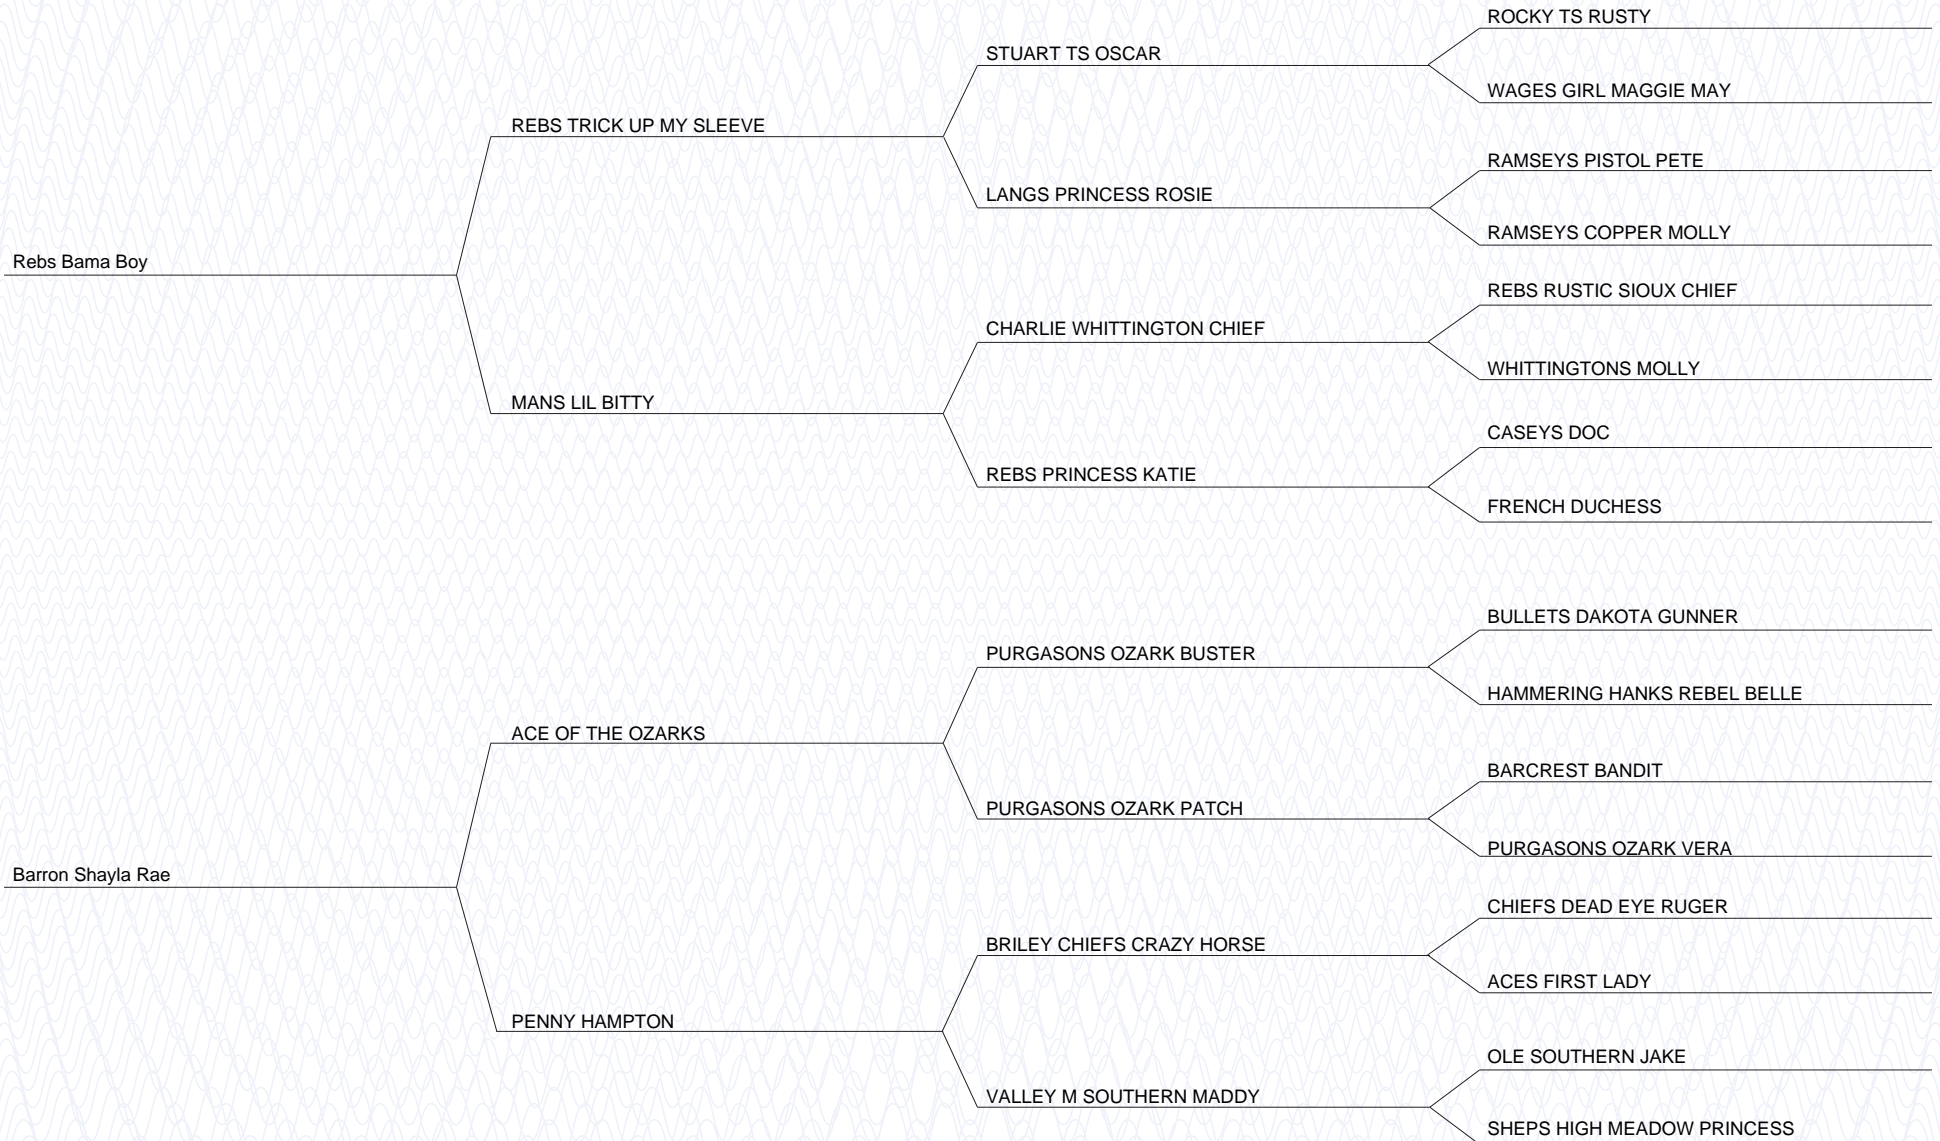 ROCKY TS RUSTY
STUART TS OSCAR
WAGES GIRL MAGGIE MAY
REBS TRICK UP MY SLEEVE
RAMSEYS PISTOL PETE
LANGS PRINCESS ROSIE
RAMSEYS COPPER MOLLY
Rebs Bama Boy
REBS RUSTIC SIOUX CHIEF
CHARLIE WHITTINGTON CHIEF
WHITTINGTONS MOLLY
MANS LIL BITTY
CASEYS DOC
REBS PRINCESS KATIE
FRENCH DUCHESS
BULLETS DAKOTA GUNNER
PURGASONS OZARK BUSTER
HAMMERING HANKS REBEL BELLE
ACE OF THE OZARKS
BARCREST BANDIT
PURGASONS OZARK PATCH
PURGASONS OZARK VERA
Barron Shayla Rae
CHIEFS DEAD EYE RUGER
BRILEY CHIEFS CRAZY HORSE
ACES FIRST LADY
PENNY HAMPTON
OLE SOUTHERN JAKE
VALLEY M SOUTHERN MADDY
SHEPS HIGH MEADOW PRINCESS